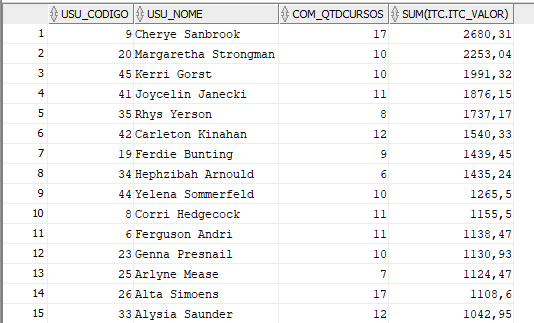 USU_CODIGO USU_NOME COM_QTDCURSOS SUM(ITC.ITC_VALOR)
1 9 Cherye Sanbrook 17 2680,31
2 20 Margaretha Strongman 10 2253,04
3 45 Kerri Gorst 10 1991,32
4 41 Joycelin Janecki 11 1876,15
5 35 Rhys Yerson 8 1737,17
6 42 Carleton Kinahan 12 1540,33
7 19 Ferdie Bunting 9 1439,45
8 34 Hephzibah Arnould 6 1435,24
9 44 Yelena Sommerfeld 10 1265,5
10 8 Corri Hedgecock 11 1155,5
11 6 Ferguson Andri 11 1138,47
12 23 Genna Presnail 10 1130,93
13 25 Arlyne Mease 7 1124,47
14 26 Alta Simoens 17 1108,6
15 33 Alysia Saunder 12 1042,95